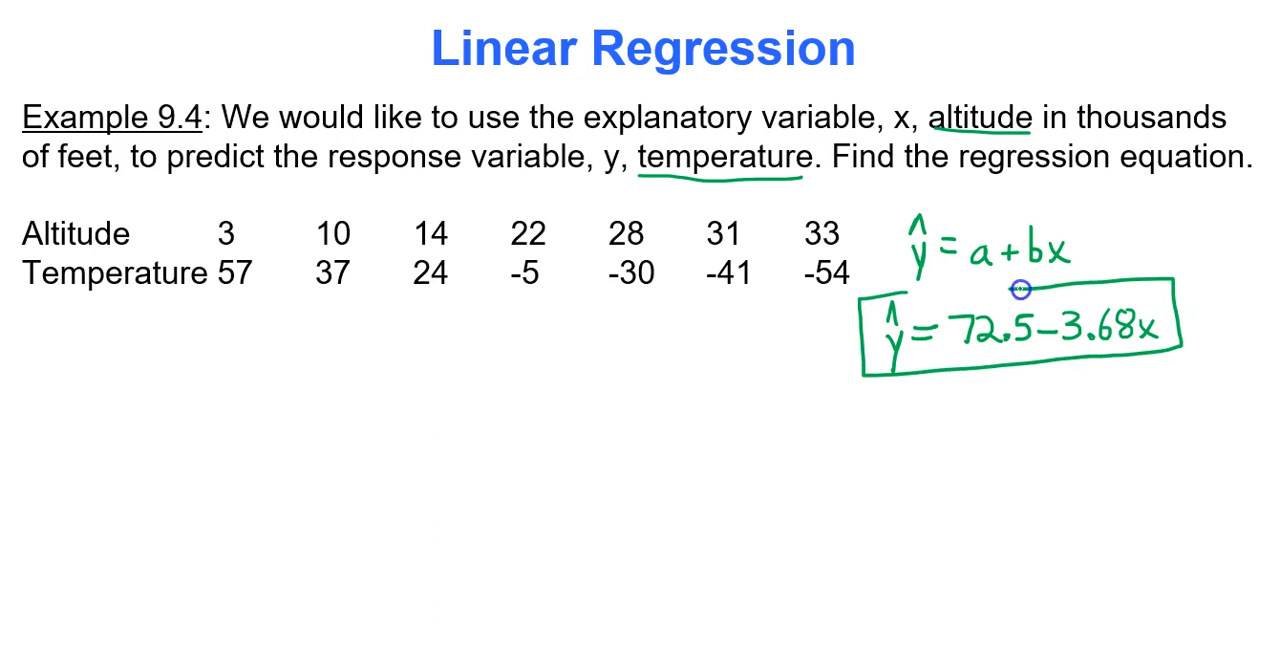 Linear Regression
Example 9.4: We would like to use the explanatory variable, x, altitude in thousands
of feet, to predict the response variable, y, temperature. Find the regression equation.
Altitude 3 10 14 22 28 31 33
Temperature 57 37 24 -5 -30 -41 -54
ŷ = a + bx
ŷ = 72.5 - 3.68x